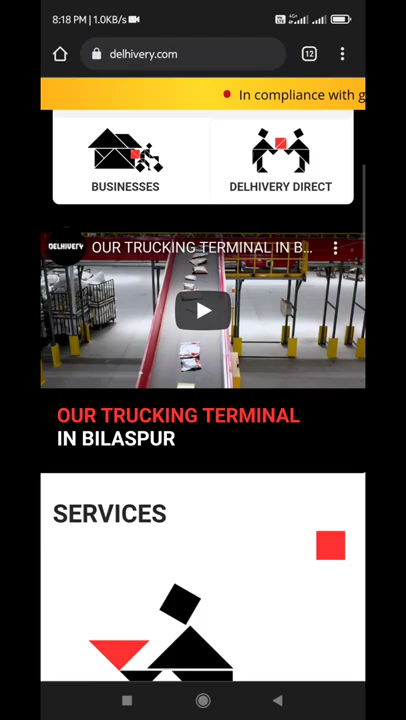 8:18 PM | 1.0KB/s
4G+
delhivery.com
12
In compliance with g
BUSINESSES
DELHIVERY DIRECT
DELHIVERY
OUR TRUCKING TERMINAL IN B...
OUR TRUCKING TERMINAL
IN BILASPUR
SERVICES